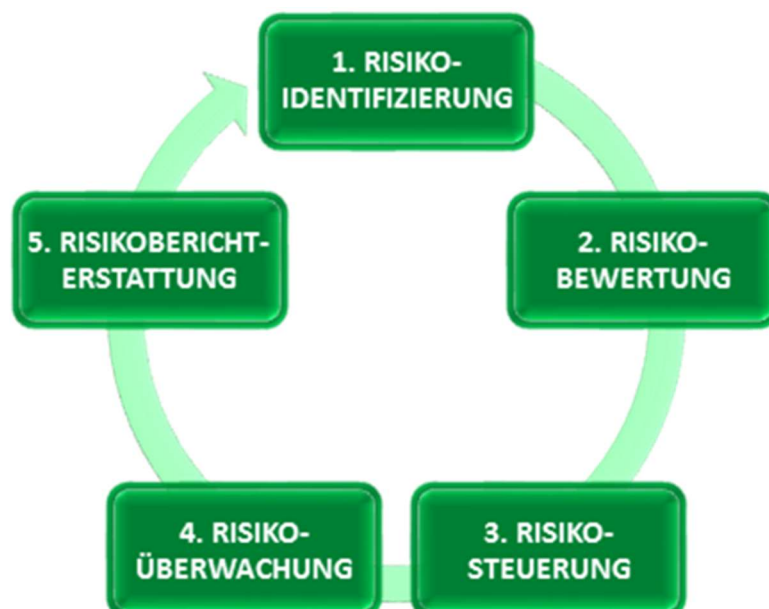 1. RISIKO-
IDENTIFIZIERUNG
2. RISIKO-
BEWERTUNG
3. RISIKO-
STEUERUNG
4. RISIKO-
ÜBERWACHUNG
5. RISIKOBERICHT-
ERSTATTUNG